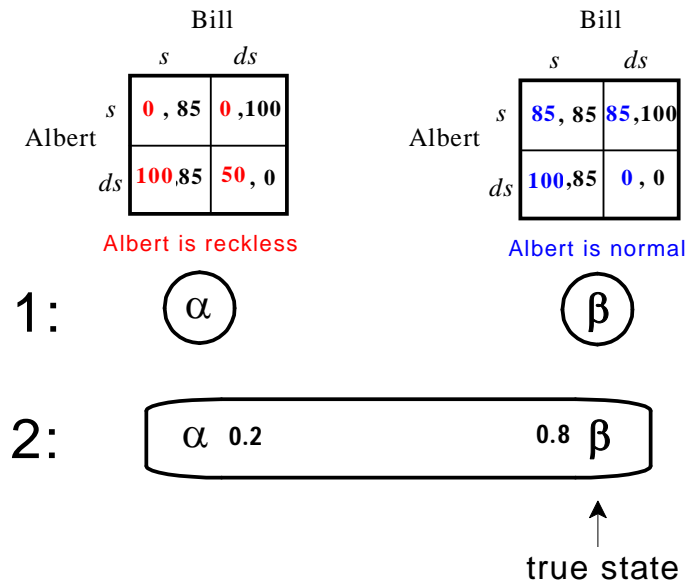 Bill Bill
s ds s ds
s 0 , 85 0 ,100 s 85, 85 85,100
Albert Albert
ds 100,85 50 , 0 ds 100,85 0 , 0
Albert is reckless Albert is normal
1: α β
2: α 0.2 0.8 β
true state